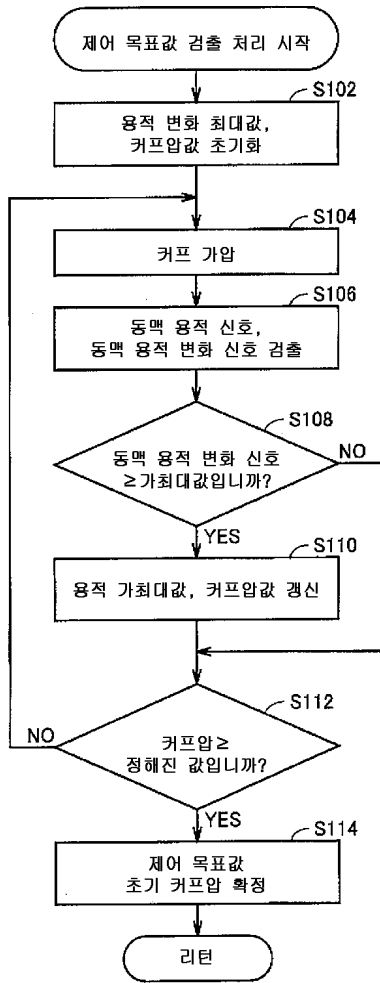 제어 목표값 검출 처리 시작
S102
용적 변화 최대값,
커프압값 초기화
S104
커프 가압
S106
동맥 용적 신호,
동맥 용적 변화 신호 검출
S108
동맥 용적 변화 신호
≥가최대값입니까?
NO
YES
S110
용적 가최대값, 커프압값 갱신
S112
커프압≥
정해진 값입니까?
NO
YES
S114
제어 목표값
초기 커프압 확정
리턴